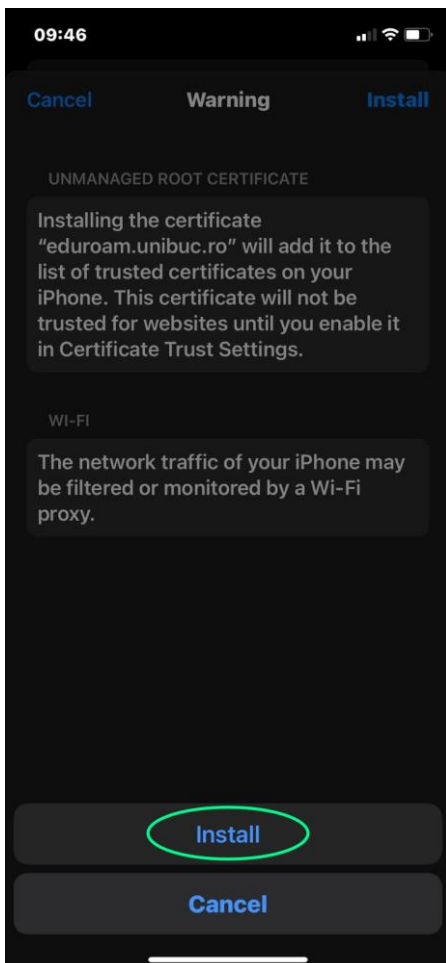 09:46
Cancel Warning Install
UNMANAGED ROOT CERTIFICATE
Installing the certificate
“eduroam.unibuc.ro” will add it to the
list of trusted certificates on your
iPhone. This certificate will not be
trusted for websites until you enable it
in Certificate Trust Settings.
WI-FI
The network traffic of your iPhone may
be filtered or monitored by a Wi-Fi
proxy.
Install
Cancel